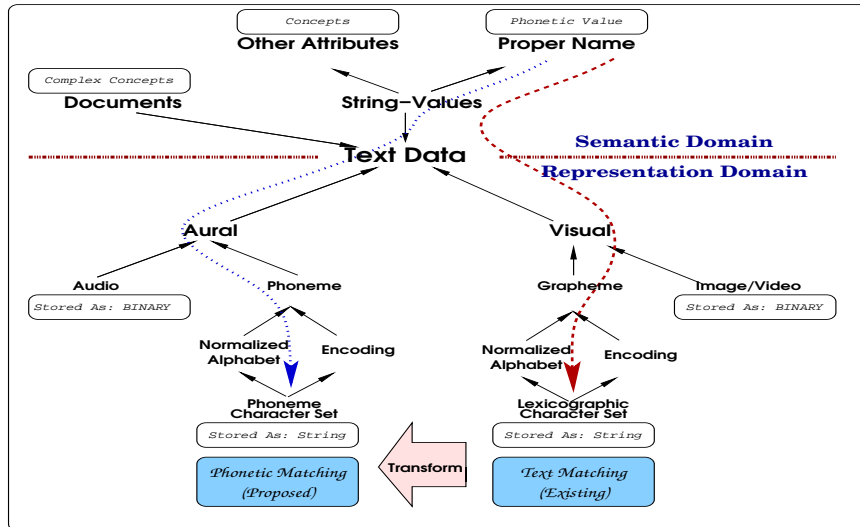 Concepts
Phonetic Value
Other Attributes
Proper Name
Complex Concepts
Documents
String-Values
Semantic Domain
Text Data
Representation Domain
Aural
Visual
Audio
Phoneme
Grapheme
Image/Video
Stored As: BINARY
Stored As: BINARY
Normalized
Alphabet
Encoding
Normalized
Alphabet
Encoding
Phoneme
Character Set
Lexicographic
Character Set
Stored As: String
Stored As: String
Transform
Phonetic Matching
(Proposed)
Text Matching
(Existing)